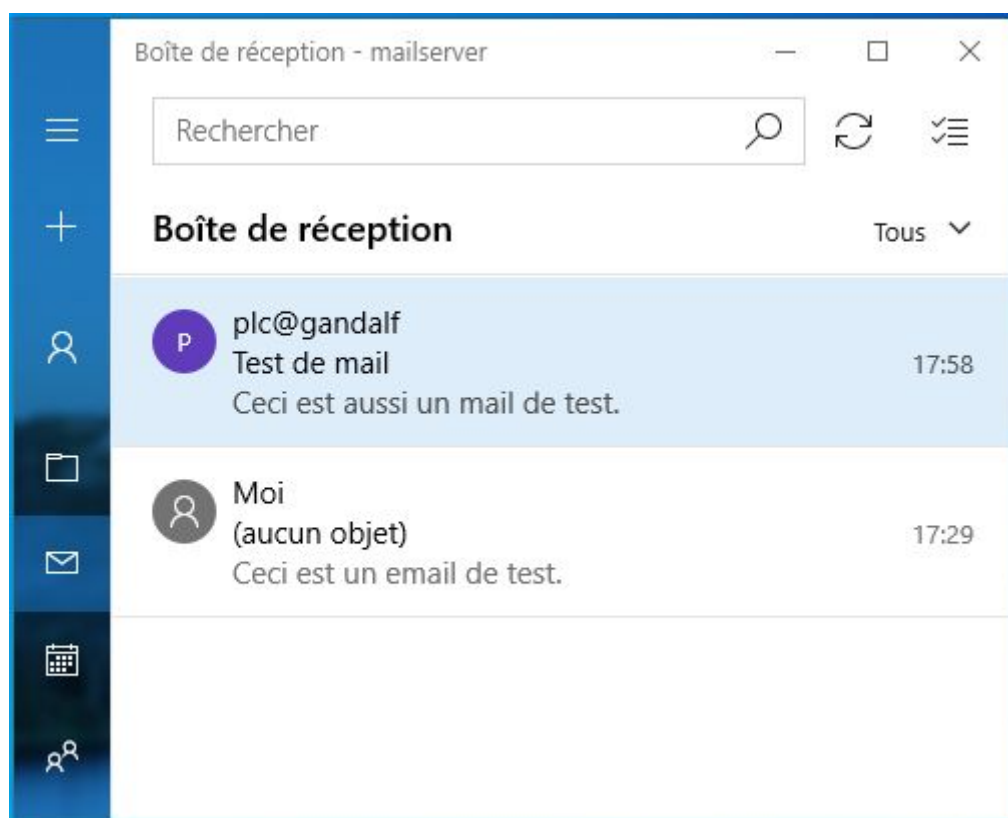 Boîte de réception - mailserver
Rechercher
Boîte de réception
Tous
P
plc@gandalf
Test de mail
17:58
Ceci est aussi un mail de test.
Moi
(aucun objet)
17:29
Ceci est un email de test.